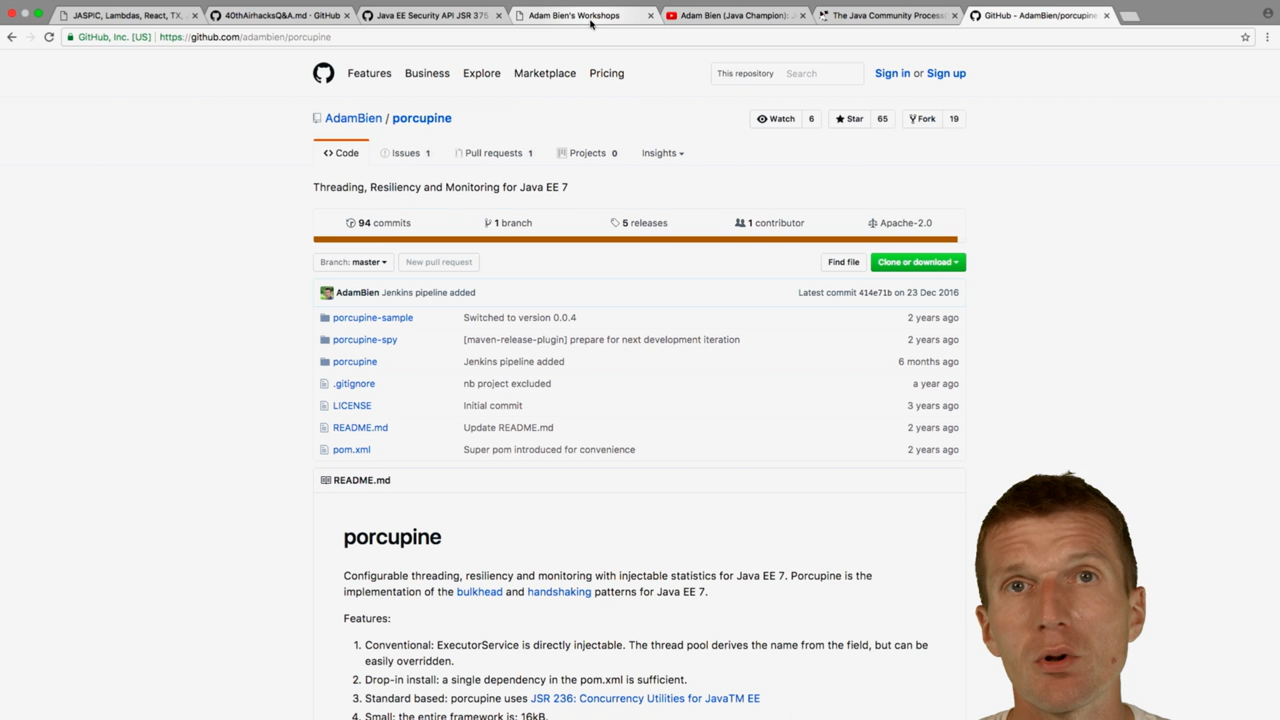 JASPIC, Lambdas, React, TX,
40thAirhacksQ&A.md · GitHub
Java EE Security API JSR 375
Adam Bien's Workshops
Adam Bien (Java Champion): J
The Java Community Process
GitHub - AdamBien/porcupine
GitHub, Inc. [US] https://github.com/adambien/porcupine
Features Business Explore Marketplace Pricing This repository Search Sign in or Sign up
AdamBien / porcupine Watch 6 Star 65 Fork 19
Code Issues 1 Pull requests 1 Projects 0 Insights
Threading, Resiliency and Monitoring for Java EE 7
94 commits 1 branch 5 releases 1 contributor Apache-2.0
Branch: master New pull request Find file Clone or download
AdamBien Jenkins pipeline added Latest commit 414e71b on 23 Dec 2016
porcupine-sample Switched to version 0.0.4 2 years ago
porcupine-spy [maven-release-plugin] prepare for next development iteration 2 years ago
porcupine Jenkins pipeline added 6 months ago
.gitignore nb project excluded a year ago
LICENSE Initial commit 3 years ago
README.md Update README.md 2 years ago
pom.xml Super pom introduced for convenience 2 years ago
README.md
porcupine
Configurable threading, resiliency and monitoring with injectable statistics for Java EE 7. Porcupine is the
implementation of the bulkhead and handshaking patterns for Java EE 7.
Features:
1. Conventional: ExecutorService is directly injectable. The thread pool derives the name from the field, but can be
easily overridden.
2. Drop-in install: a single dependency in the pom.xml is sufficient.
3. Standard based: porcupine uses JSR 236: Concurrency Utilities for JavaTM EE
4. Small: the entire framework is: 16kB.